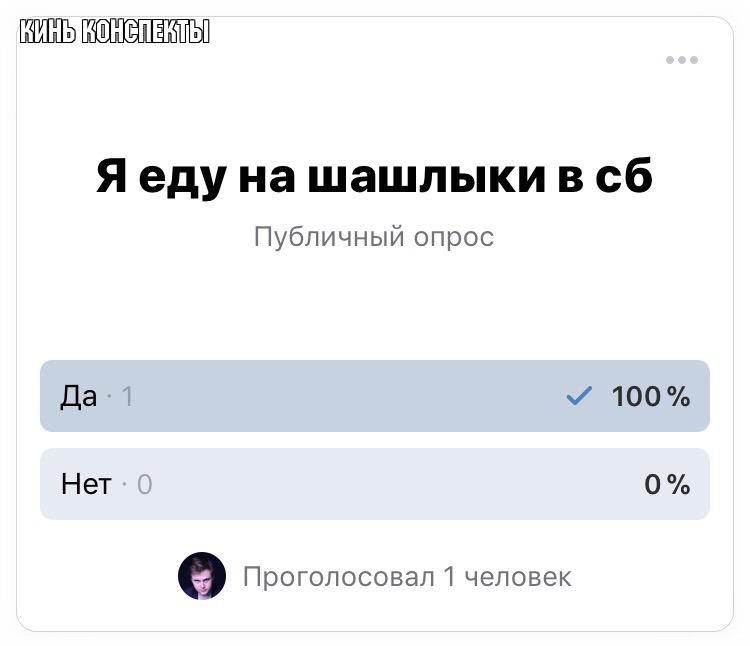 КИНЬ КОНСПЕКТЫ
Я еду на шашлыки в сб
Публичный опрос
Да · 1 100 %
Нет · 0 0 %
Проголосовал 1 человек